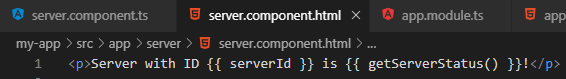 server.component.ts server.component.html × app.module.ts app
my-app > src > app > server > server.component.html > ...
1 <p>Server with ID {{ serverId }} is {{ getServerStatus() }}!</p>